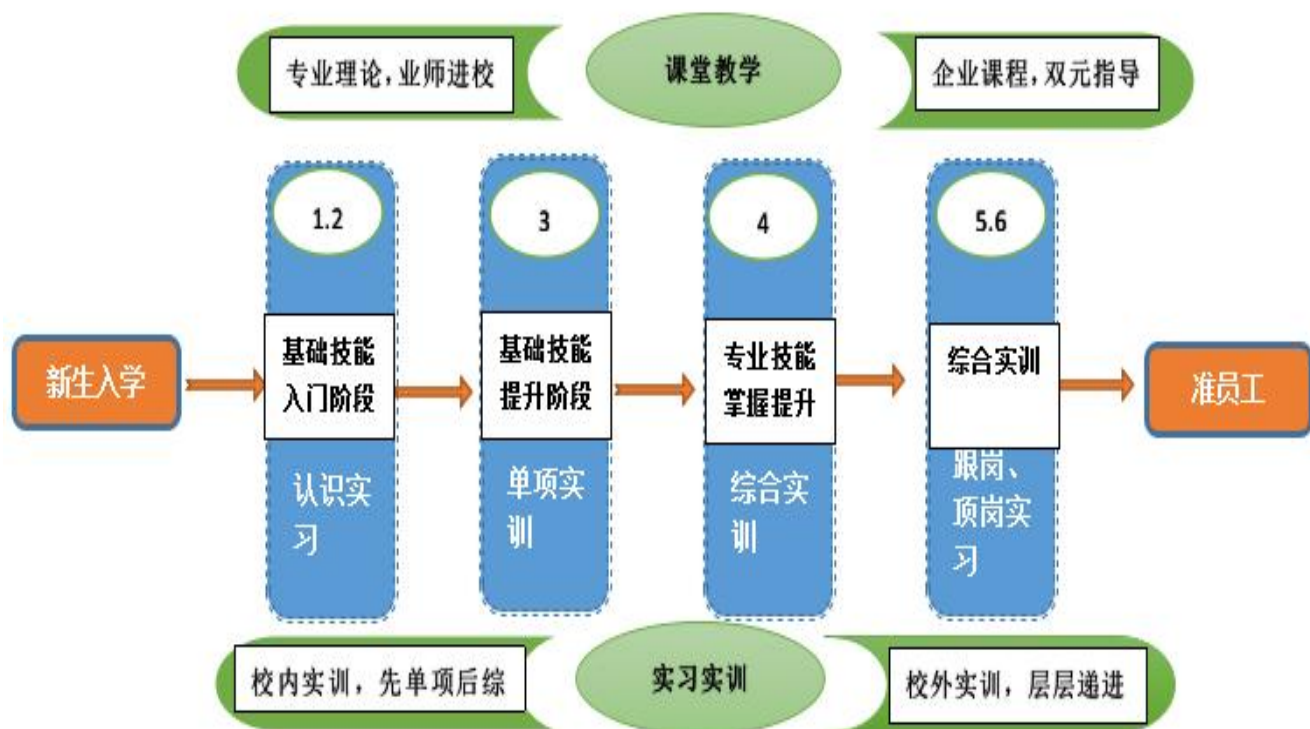 专业理论,业师进校
课堂教学
企业课程,双元指导
1.2
3
4
5.6
新生入学
基础技能
入门阶段
基础技能
提升阶段
专业技能
掌握提升
综合实训
准员工
认识实
习
单项实
训
综合实
训
跟岗、
顶岗实
习
校内实训，先单项后综
实习实训
校外实训，层层递进